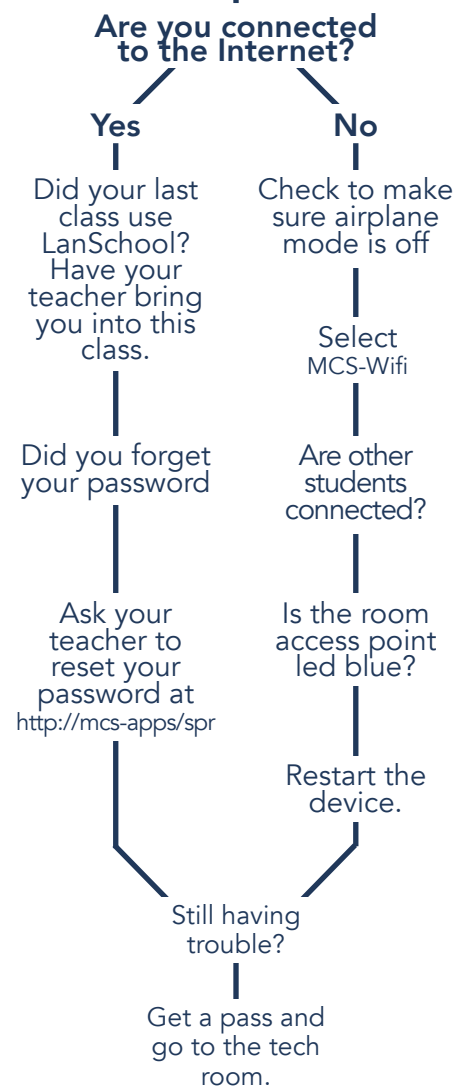 Are you connected
to the Internet?
Yes
Did your last
class use
LanSchool?
Have your
teacher bring
you into this
class.
Did you forget
your password
Ask your
teacher to
reset your
password at
http://mcs-apps/spr
No
Check to make
sure airplane
mode is off
Select
MCS-Wifi
Are other
students
connected?
Is the room
access point
led blue?
Restart the
device.
Still having
trouble?
Get a pass and
go to the tech
room.